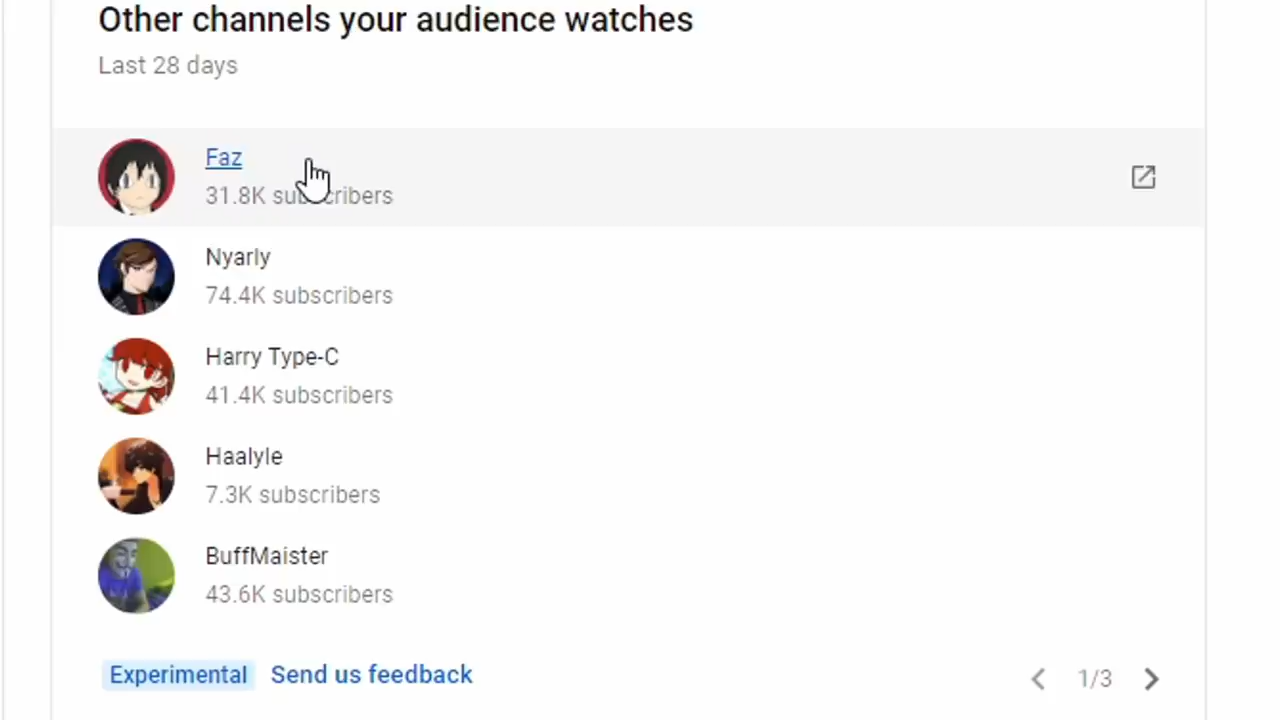 Other channels your audience watches
Last 28 days
Faz
31.8K subscribers
Nyarly
74.4K subscribers
Harry Type-C
41.4K subscribers
Haalyle
7.3K subscribers
BuffMaister
43.6K subscribers
Experimental Send us feedback 1/3